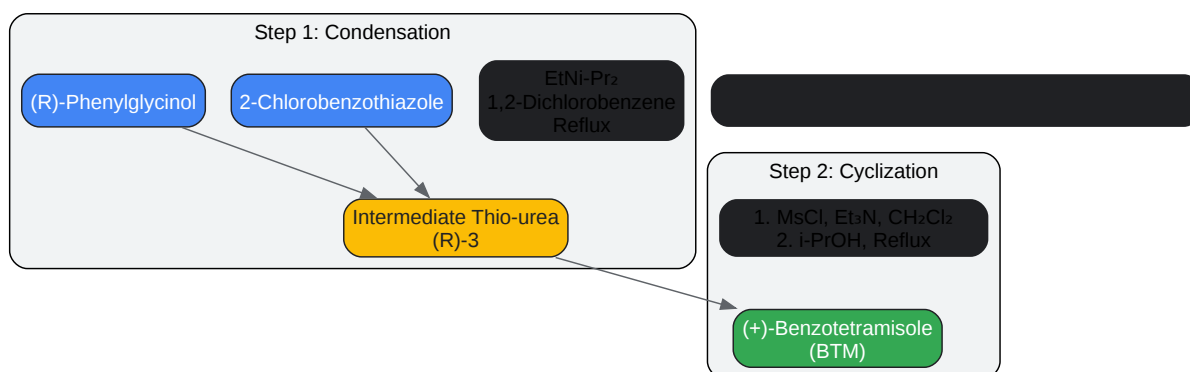 Step 1: Condensation
(R)-Phenylglycinol
2-Chlorobenzothiazole
EtNi-Pr₂
1,2-Dichlorobenzene
Reflux
Intermediate Thio-urea
(R)-3
Step 2: Cyclization
1. MsCl, Et₃N, CH₂Cl₂
2. i-PrOH, Reflux
(+)-Benzotetramisole
(BTM)